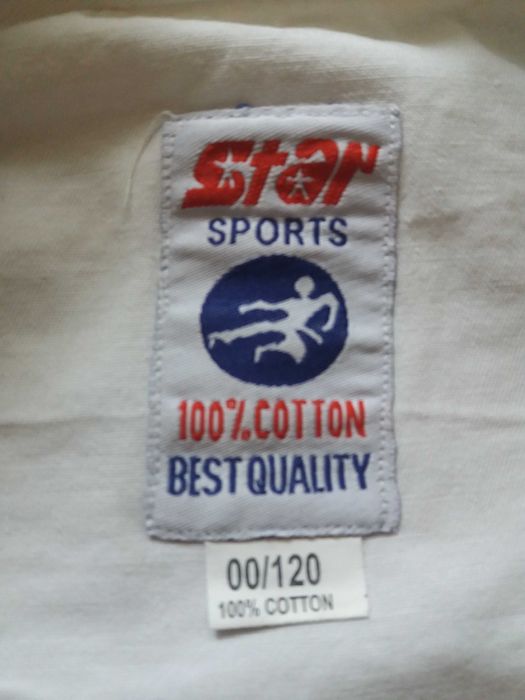 Star
SPORTS
100% COTTON
BEST QUALITY
00/120
100% COTTON